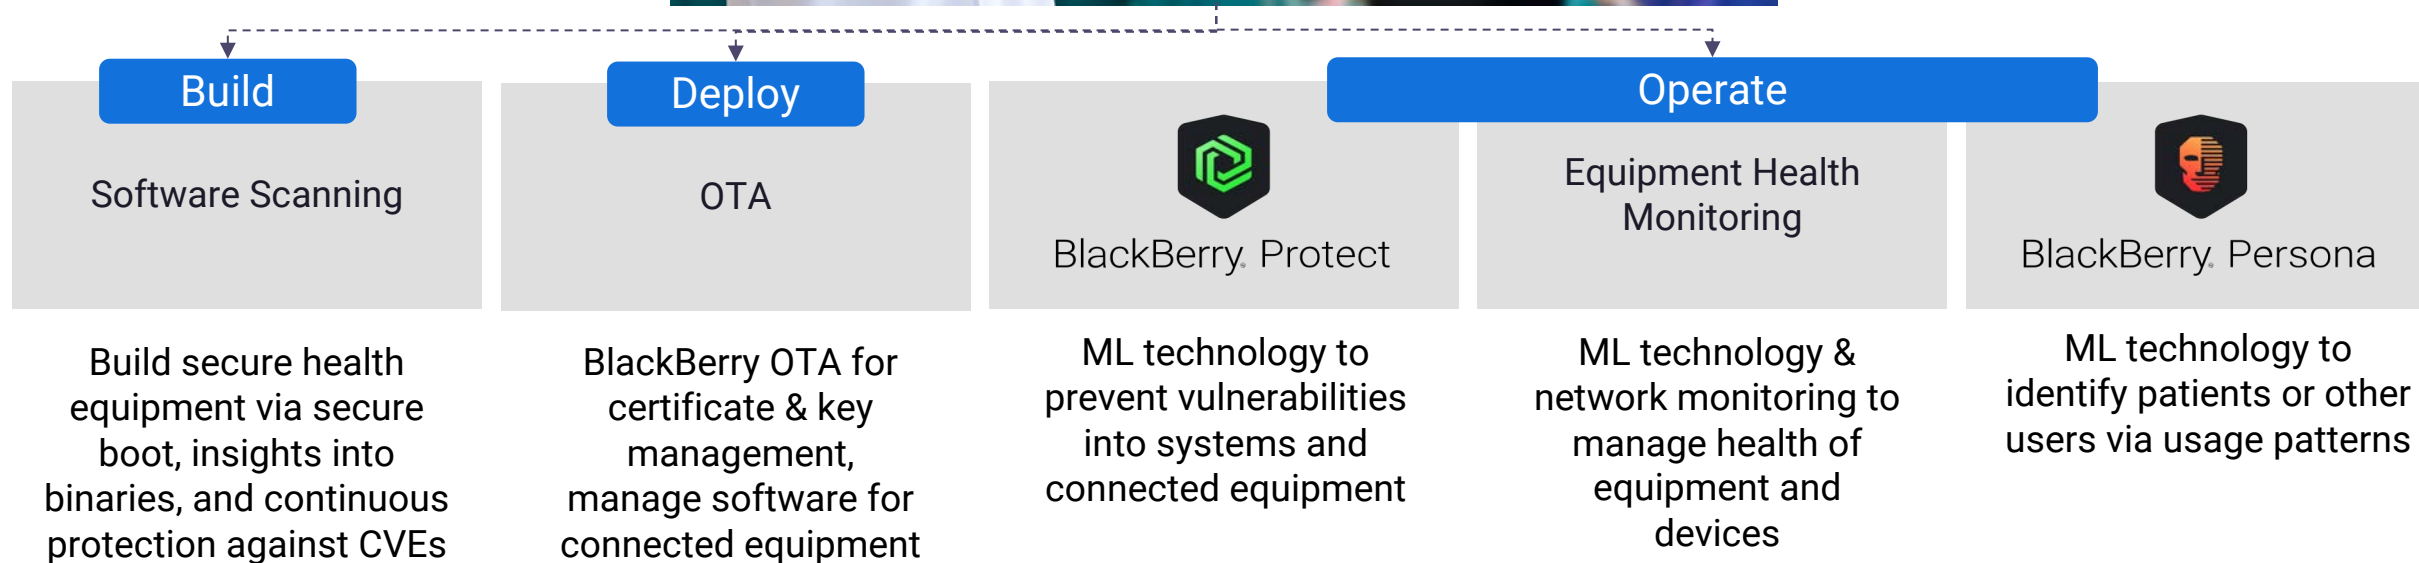 Build
Software Scanning
Build secure health
equipment via secure
boot, insights into
binaries, and continuous
protection against CVEs
Deploy
OTA
BlackBerry OTA for
certificate & key
management,
manage software for
connected equipment
Operate
BlackBerry® Protect
ML technology to
prevent vulnerabilities
into systems and
connected equipment
Equipment Health
Monitoring
ML technology &
network monitoring to
manage health of
equipment and
devices
BlackBerry® Persona
ML technology to
identify patients or other
users via usage patterns